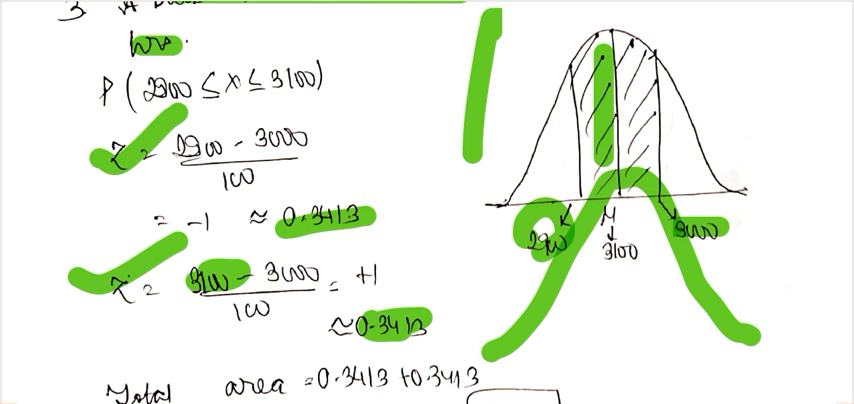 hrs.
P (2900 ≤ x ≤ 3100)
Z = 2900 - 3000
100
= -1 ≈ 0.3413
Z = 3100 - 3000 = +1
100
≈ 0.3413
Total area = 0.3413 + 0.3413
M
2900 3100 3000